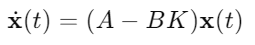 ẋ(t) = (A − BK)x(t)